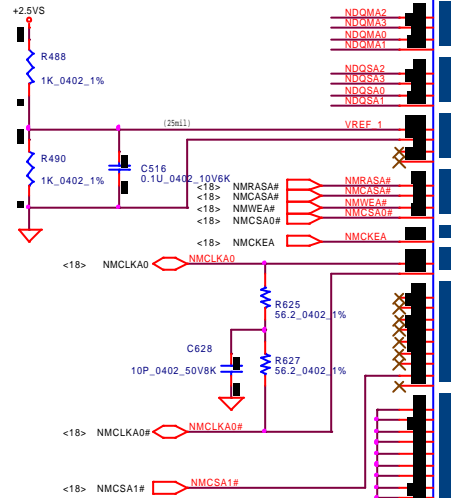 +2.5VS
NDQMA2
NDQMA3
NDQMA0
NDQMA1
R488
1K_0402_1%
NDQSA2
NDQSA3
NDQSA0
NDQSA1
(25mil)
VREF_1
R490
1K_0402_1%
C516
0.1U_0402_10V6K
<18> NMRASA# NMRASA#
<18> NMCASA# NMCASA#
<18> NMWEA# NMWEA#
<18> NMCSA0# NMCSA0#
<18> NMCKEA NMCKEA
<18> NMCLKA0 NMCLKA0
R625
56.2_0402_1%
C628
10P_0402_50V8K
R627
56.2_0402_1%
<18> NMCLKA0# NMCLKA0#
<18> NMCSA1# NMCSA1#